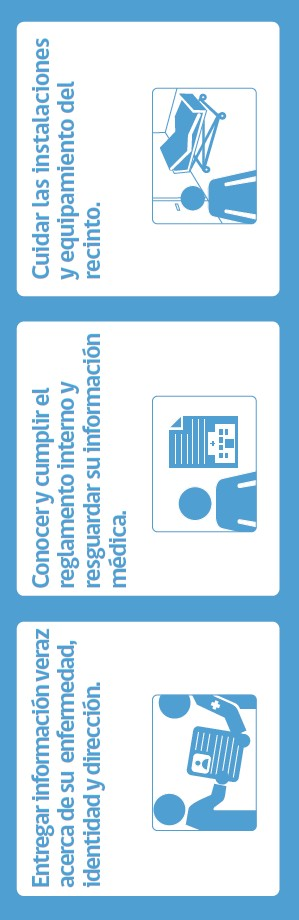 Entregar información veraz
acerca de su enfermedad,
identidad y dirección.
Conocer y cumplir el
reglamento interno y
resguardar su información
médica.
Cuidar las instalaciones
y equipamiento del
recinto.